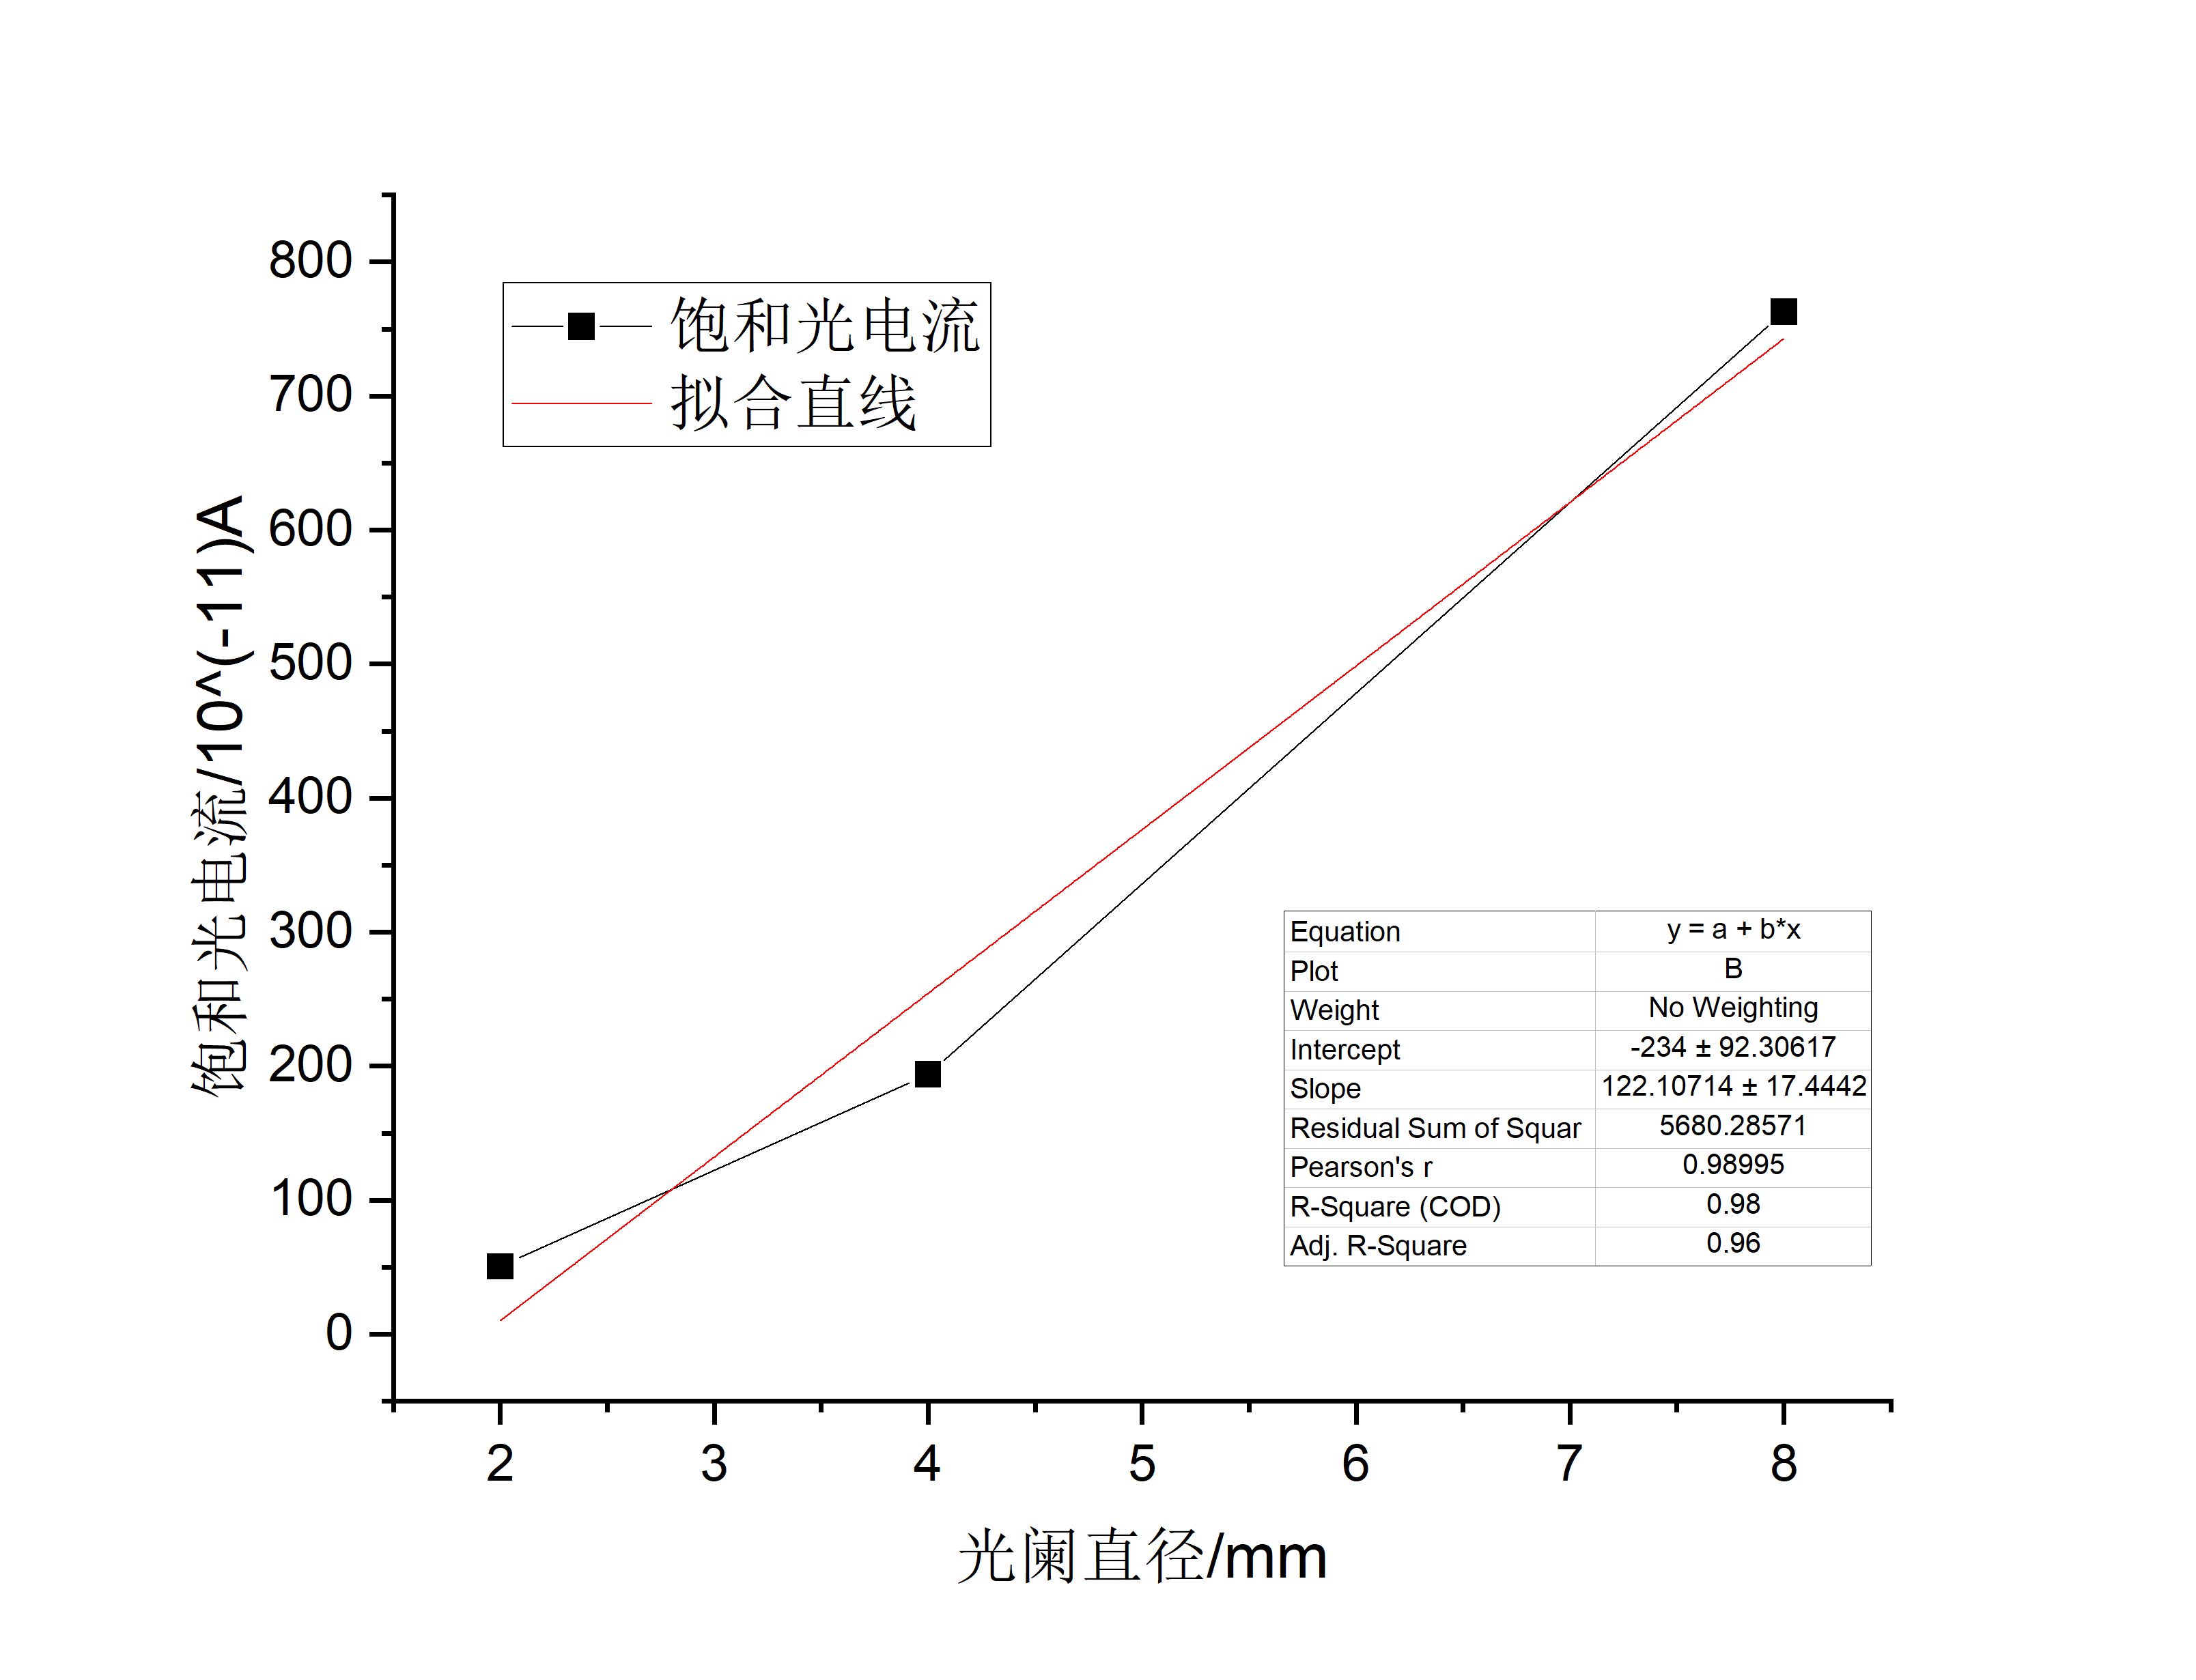 饱和光电流
拟合直线
饱和光电流/10^(-11)A
800
700
600
500
400
300
200
100
0
Equation y = a + b*x
Plot B
Weight No Weighting
Intercept -234 ± 92.30617
Slope 122.10714 ± 17.4442
Residual Sum of Squar 5680.28571
Pearson's r 0.98995
R-Square (COD) 0.98
Adj. R-Square 0.96
2 3 4 5 6 7 8
光阑直径/mm